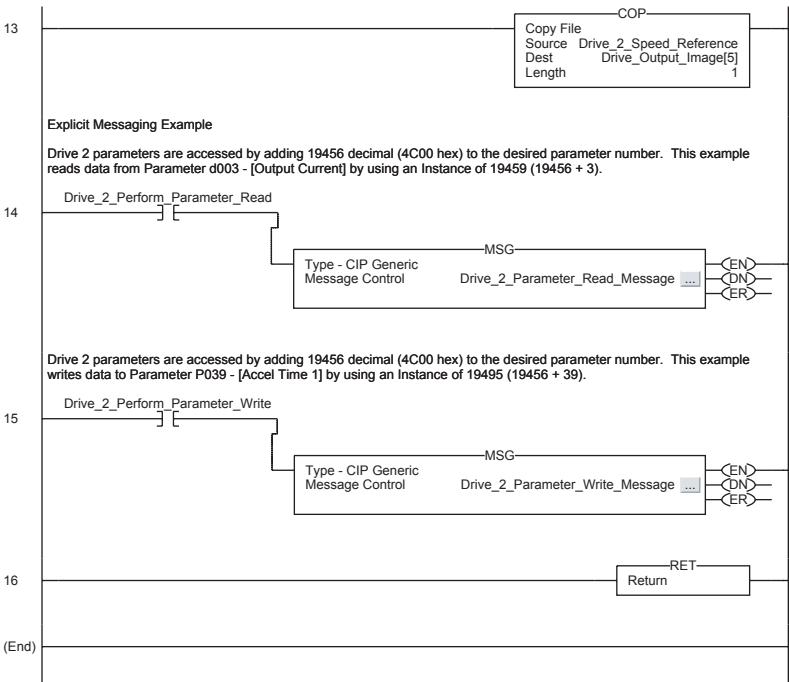 COP
13
Copy File
Source Drive_2_Speed_Reference
Dest Drive_Output_Image[5]
Length 1
Explicit Messaging Example
Drive 2 parameters are accessed by adding 19456 decimal (4C00 hex) to the desired parameter number. This example
reads data from Parameter d003 - [Output Current] by using an Instance of 19459 (19456 + 3).
Drive_2_Perform_Parameter_Read
14
MSG
Type - CIP Generic
Message Control Drive_2_Parameter_Read_Message ...
EN
DN
ER
Drive 2 parameters are accessed by adding 19456 decimal (4C00 hex) to the desired parameter number. This example
writes data to Parameter P039 - [Accel Time 1] by using an Instance of 19495 (19456 + 39).
Drive_2_Perform_Parameter_Write
15
MSG
Type - CIP Generic
Message Control Drive_2_Parameter_Write_Message ...
EN
DN
ER
RET
16
Return
(End)